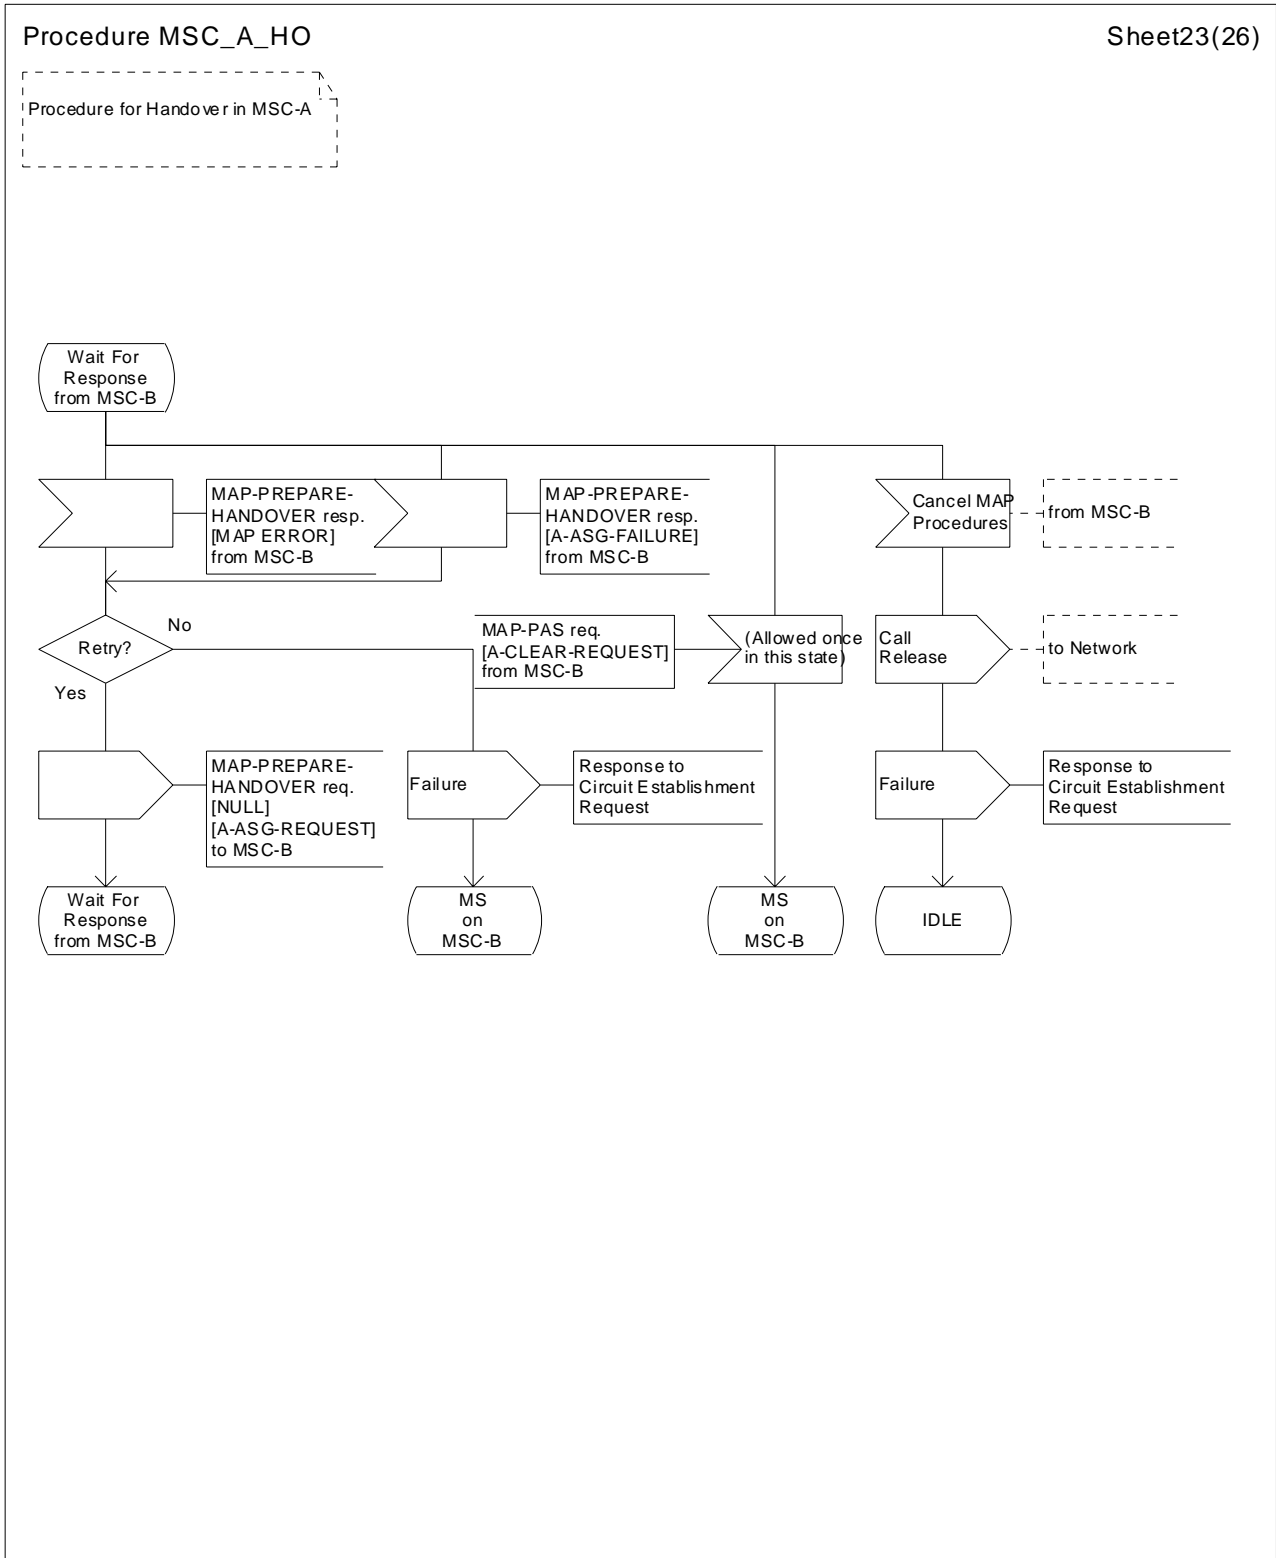 Procedure MSC_A_HO
Sheet23(26)
Procedure for Handover in MSC-A
Wait For
Response
from MSC-B
MAP-PREPARE-
HANDOVER resp.
[MAP ERROR]
from MSC-B
MAP-PREPARE-
HANDOVER resp.
[A-ASG-FAILURE]
from MSC-B
Cancel MAP
Procedures
from MSC-B
Retry?
No
Yes
MAP-PAS req.
[A-CLEAR-REQUEST]
from MSC-B
(Allowed once
in this state)
Call
Release
to Network
MAP-PREPARE-
HANDOVER req.
[NULL]
[A-ASG-REQUEST]
to MSC-B
Failure
Response to
Circuit Establishment
Request
Failure
Response to
Circuit Establishment
Request
Wait For
Response
from MSC-B
MS
on
MSC-B
MS
on
MSC-B
IDLE